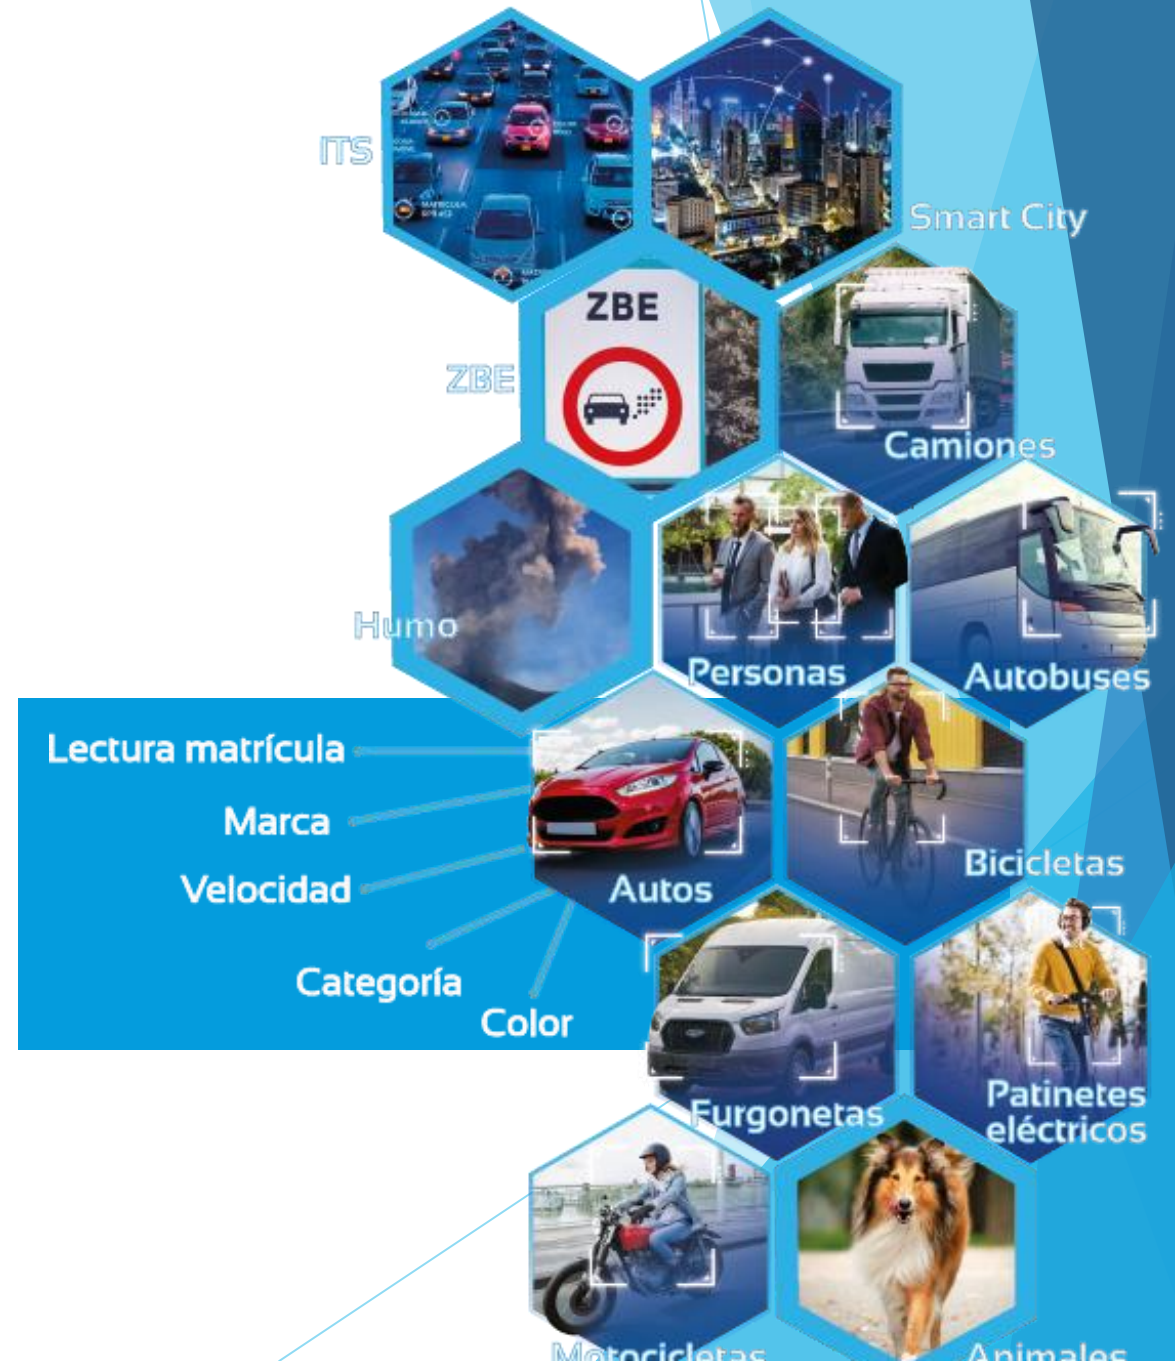 ITS
Smart City
ZBE
ZBE
Camiones
Humo
Personas
Autobuses
Lectura matrícula
Marca
Velocidad
Categoría
Color
Autos
Bicicletas
Furgonetas
Patinetes
eléctricos
Motocicletas
Animales